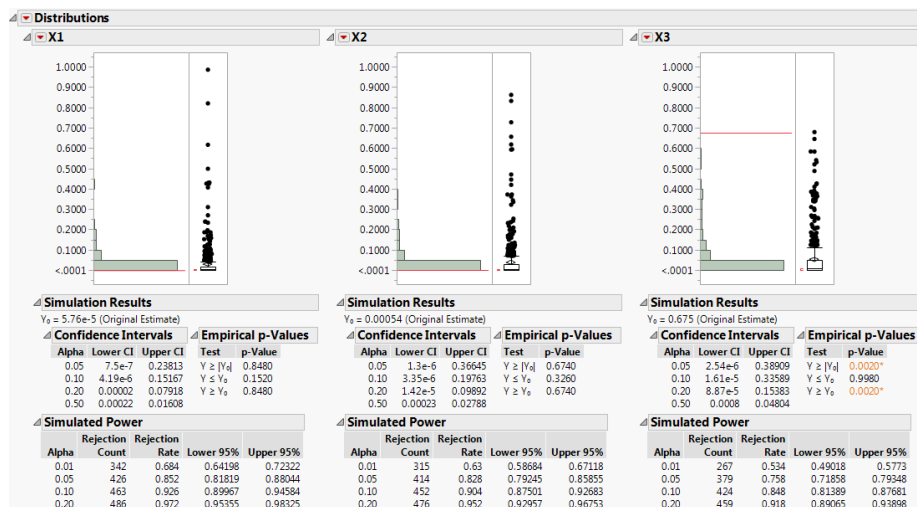 Distributions
X1
1.0000
0.9000
0.8000
0.7000
0.6000
0.5000
0.4000
0.3000
0.2000
0.1000
<.0001
Simulation Results
Y₀ = 5.76e-5 (Original Estimate)
Confidence Intervals
Alpha Lower CI Upper CI
0.05 7.5e-7 0.23813
0.10 4.19e-6 0.15167
0.20 0.00002 0.07918
0.50 0.00022 0.01608
Empirical p-Values
Test p-Value
Y ≥ |Y₀| 0.8480
Y ≤ Y₀ 0.1520
Y ≥ Y₀ 0.8480
Simulated Power
Rejection Rejection
Alpha Count Rate Lower 95% Upper 95%
0.01 342 0.684 0.64198 0.72322
0.05 426 0.852 0.81819 0.88044
0.10 463 0.926 0.89967 0.94584
0.20 486 0.972 0.95355 0.98325
X2
1.0000
0.9000
0.8000
0.7000
0.6000
0.5000
0.4000
0.3000
0.2000
0.1000
<.0001
Simulation Results
Y₀ = 0.00054 (Original Estimate)
Confidence Intervals
Alpha Lower CI Upper CI
0.05 1.3e-6 0.36645
0.10 3.35e-6 0.19763
0.20 1.42e-5 0.09892
0.50 0.00023 0.02788
Empirical p-Values
Test p-Value
Y ≥ |Y₀| 0.6740
Y ≤ Y₀ 0.3260
Y ≥ Y₀ 0.6740
Simulated Power
Rejection Rejection
Alpha Count Rate Lower 95% Upper 95%
0.01 315 0.63 0.58684 0.67118
0.05 414 0.828 0.79245 0.85855
0.10 452 0.904 0.87501 0.92683
0.20 476 0.952 0.92957 0.96753
X3
1.0000
0.9000
0.8000
0.7000
0.6000
0.5000
0.4000
0.3000
0.2000
0.1000
<.0001
Simulation Results
Y₀ = 0.675 (Original Estimate)
Confidence Intervals
Alpha Lower CI Upper CI
0.05 2.54e-6 0.38909
0.10 1.61e-5 0.33589
0.20 8.87e-5 0.15383
0.50 0.0008 0.04804
Empirical p-Values
Test p-Value
Y ≥ |Y₀| 0.0020*
Y ≤ Y₀ 0.9980
Y ≥ Y₀ 0.0020*
Simulated Power
Rejection Rejection
Alpha Count Rate Lower 95% Upper 95%
0.01 267 0.534 0.49018 0.5773
0.05 379 0.758 0.71858 0.79348
0.10 424 0.848 0.81389 0.87681
0.20 459 0.918 0.89065 0.93898